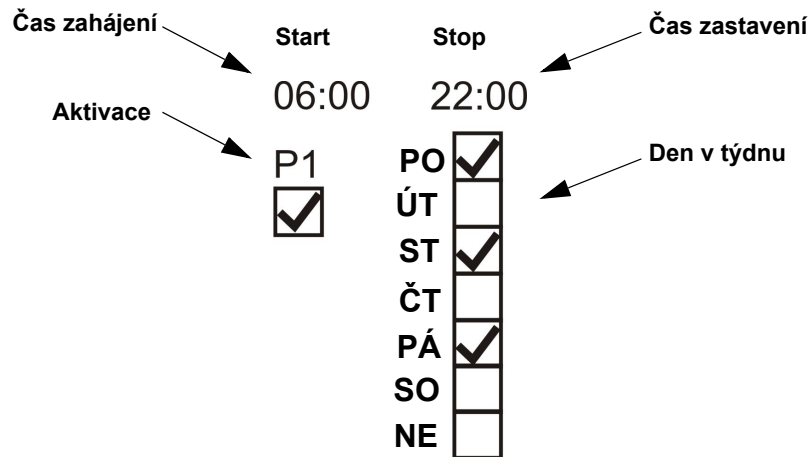 Čas zahájení
Start
Stop
Čas zastavení
06:00
22:00
Aktivace
P1
Den v týdnu
PO
ÚT
ST
ČT
PÁ
SO
NE